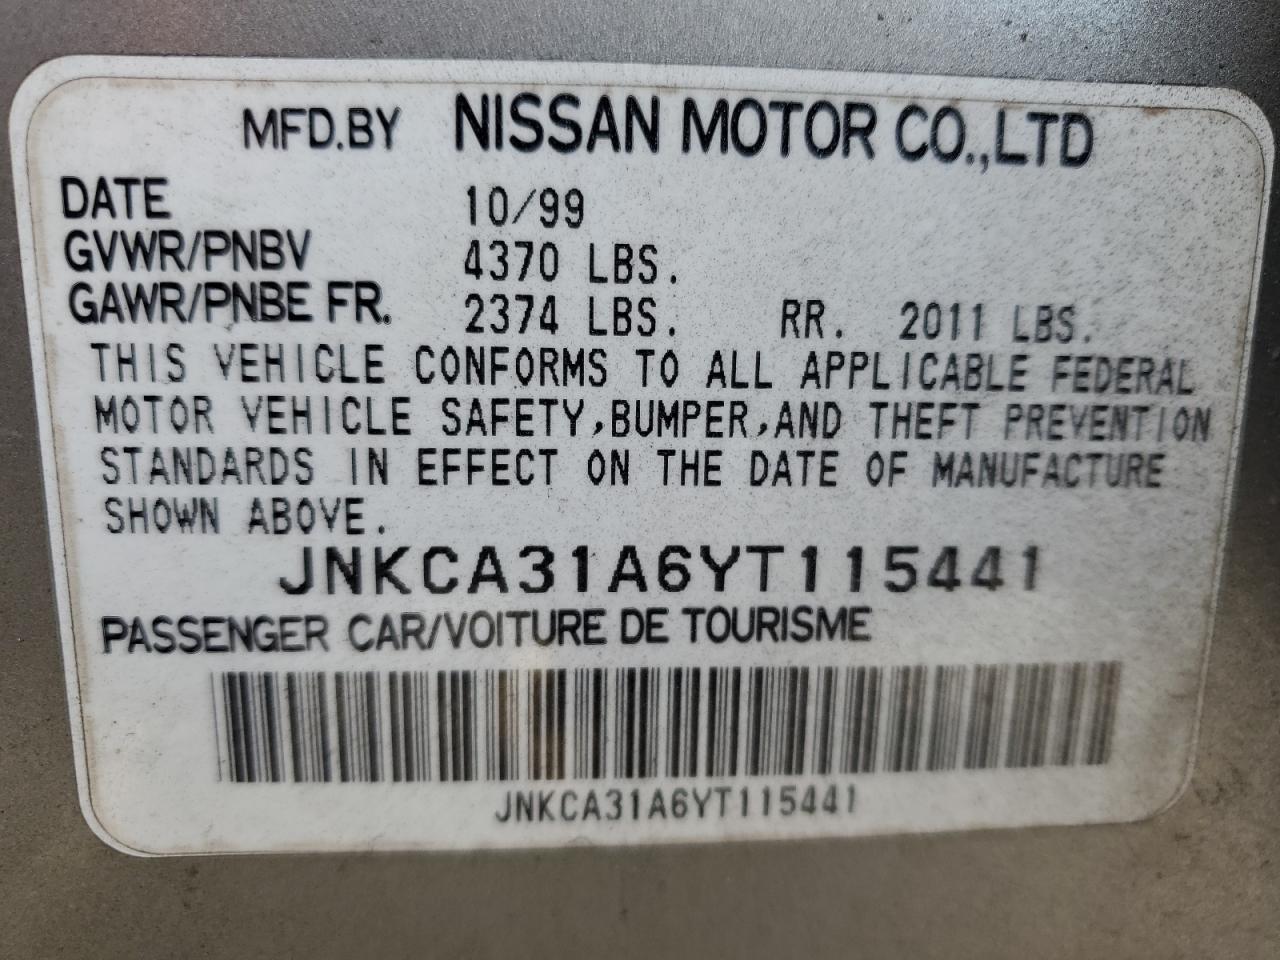 MFD.BY NISSAN MOTOR CO.,LTD
DATE 10/99
GVWR/PNBV 4370 LBS.
GAWR/PNBE FR. 2374 LBS. RR. 2011 LBS.
THIS VEHICLE CONFORMS TO ALL APPLICABLE FEDERAL
MOTOR VEHICLE SAFETY,BUMPER,AND THEFT PREVENTION
STANDARDS IN EFFECT ON THE DATE OF MANUFACTURE
SHOWN ABOVE.
JNKCA31A6YT115441
PASSENGER CAR/VOITURE DE TOURISME
JNKCA31A6YT115441